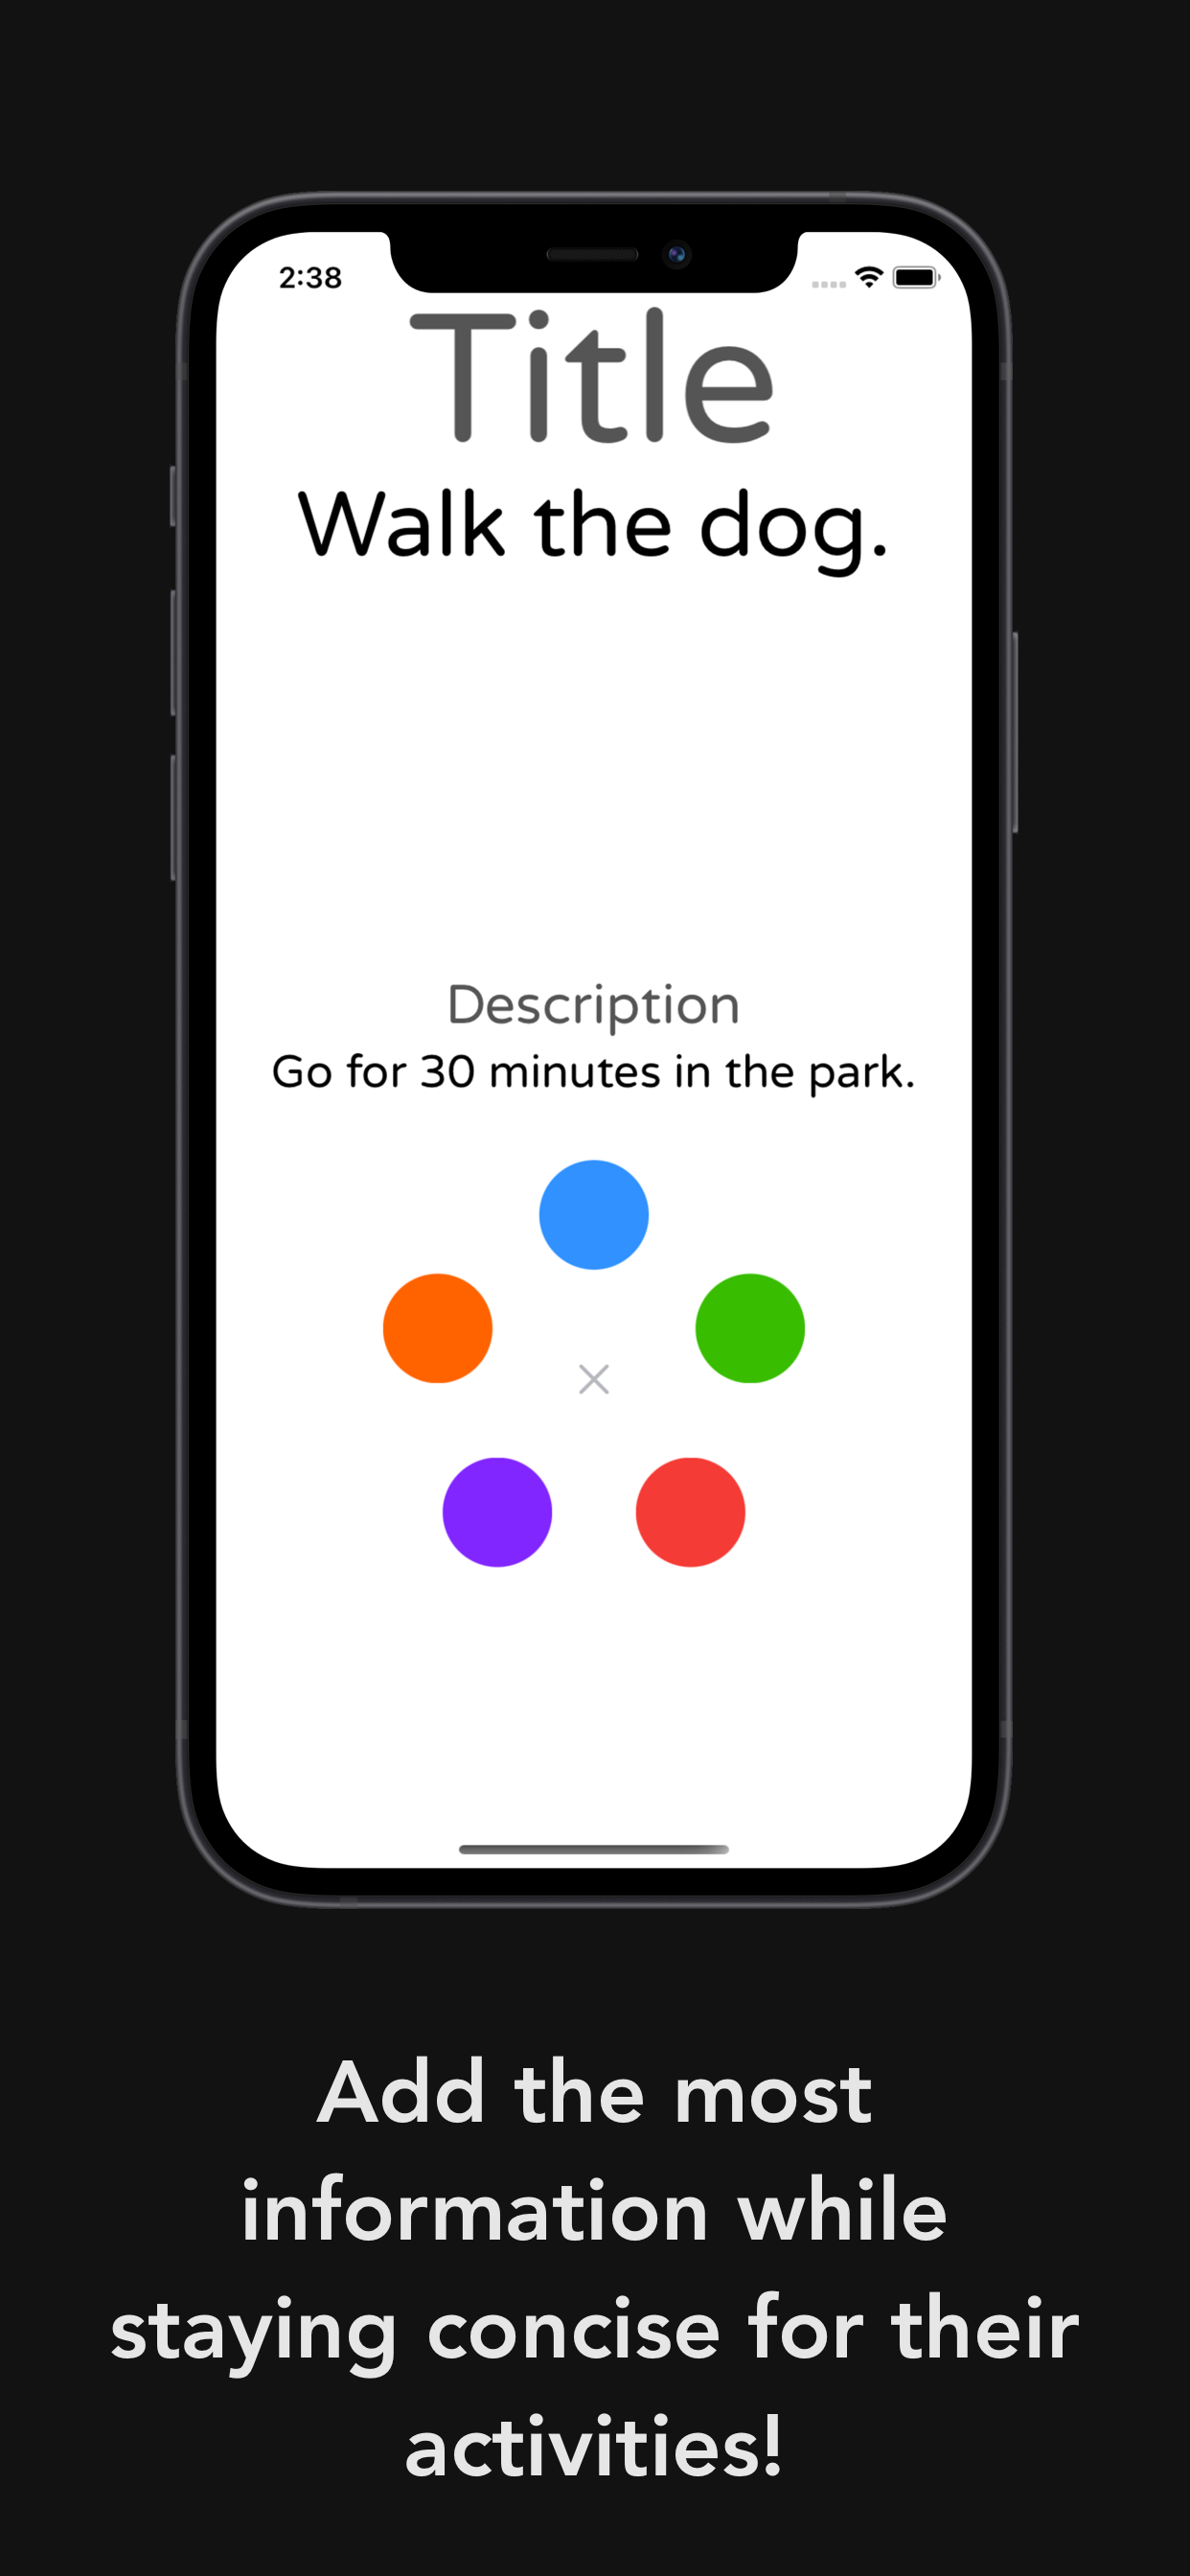 2:38
Title
Walk the dog.
Description
Go for 30 minutes in the park.
Add the most
information while
staying concise for their
activities!